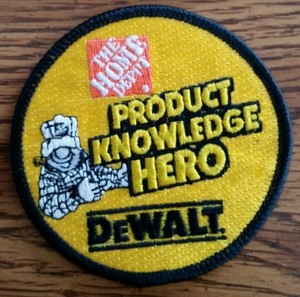 THE
HOME
DEPOT
PRODUCT
KNOWLEDGE
HERO
DEWALT.